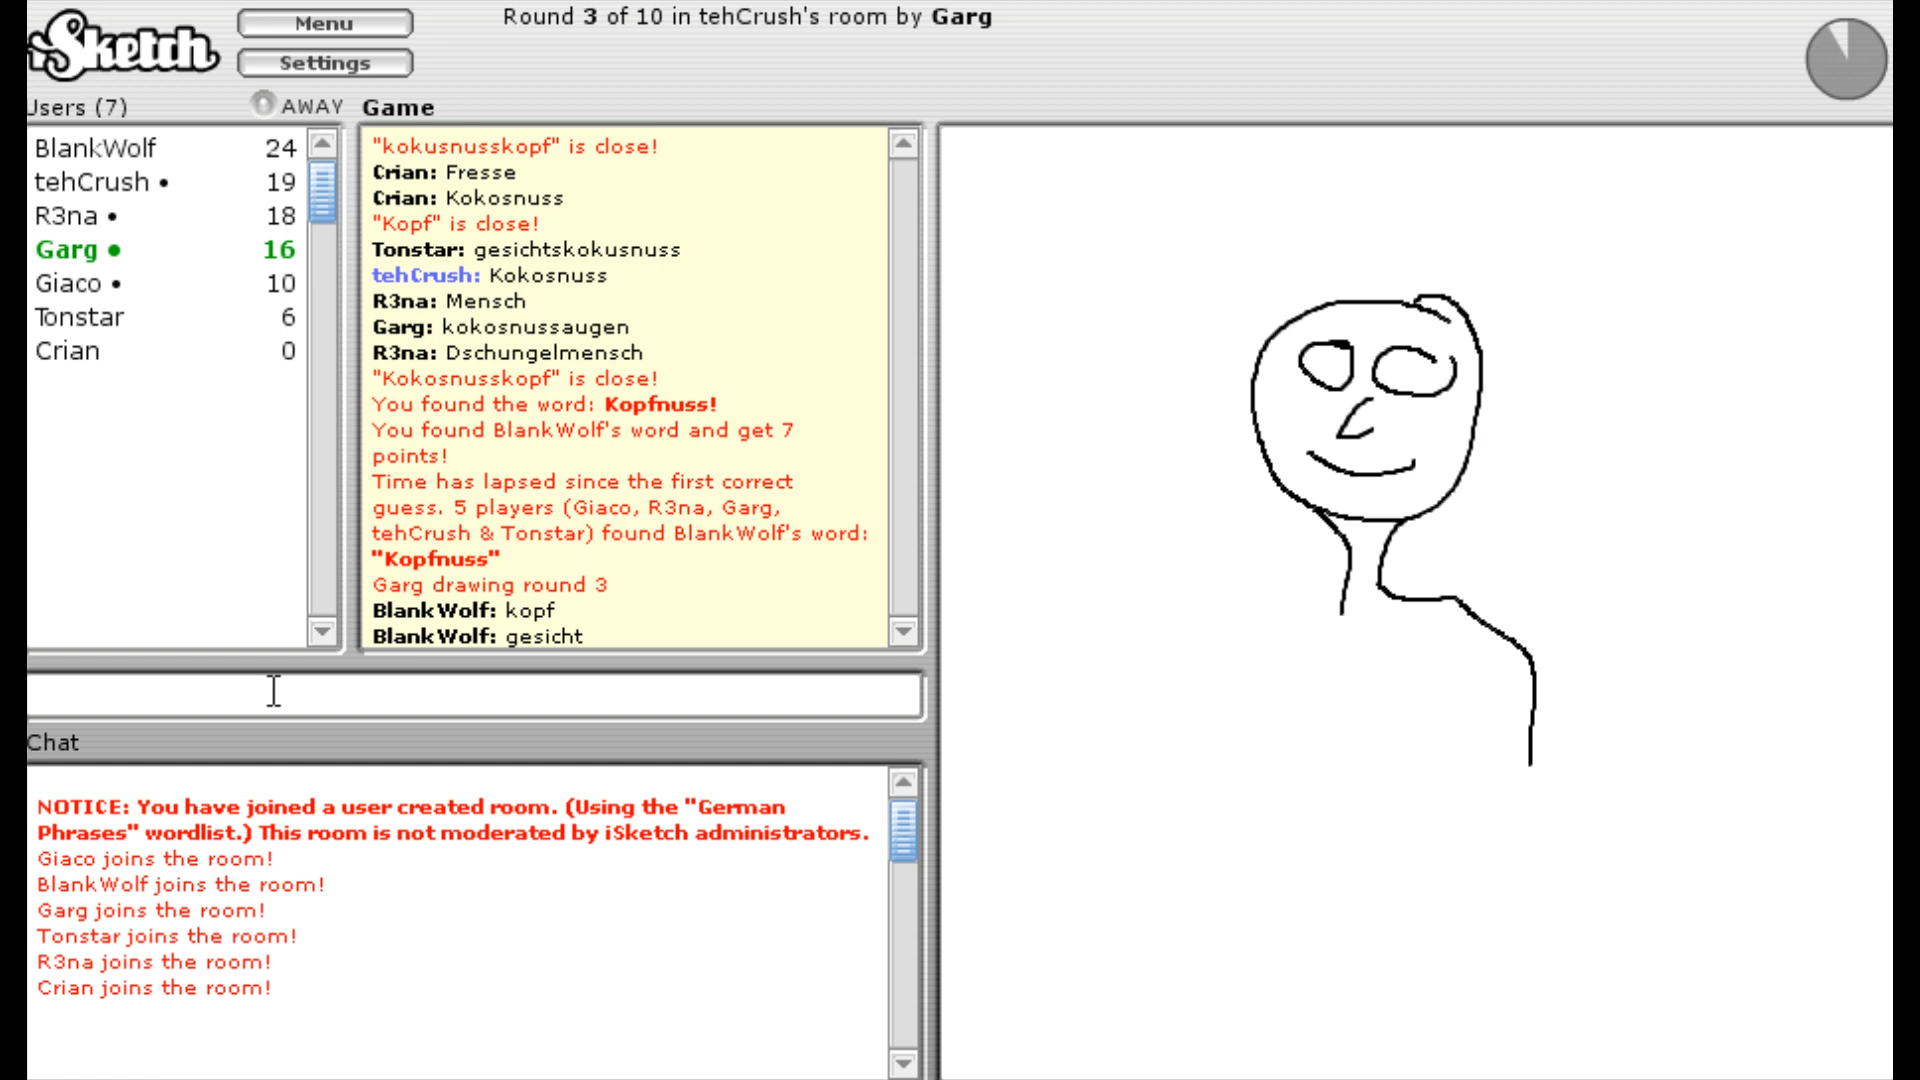 iSketch
Menu
Settings
Round 3 of 10 in tehCrush's room by Garg
Users (7)
AWAY
Game
BlankWolf 24
tehCrush • 19
R3na • 18
Garg • 16
Giaco • 10
Tonstar 6
Crian 0
"kokusnusskopf" is close!
Crian: Fresse
Crian: Kokosnuss
"Kopf" is close!
Tonstar: gesichtskokusnuss
tehCrush: Kokosnuss
R3na: Mensch
Garg: kokosnussaugen
R3na: Dschungelmensch
"Kokosnusskopf" is close!
You found the word: Kopfnuss!
You found BlankWolf's word and get 7
points!
Time has lapsed since the first correct
guess. 5 players (Giaco, R3na, Garg,
tehCrush & Tonstar) found BlankWolf's word:
"Kopfnuss"
Garg drawing round 3
BlankWolf: kopf
BlankWolf: gesicht
Chat
NOTICE: You have joined a user created room. (Using the "German
Phrases" wordlist.) This room is not moderated by iSketch administrators.
Giaco joins the room!
BlankWolf joins the room!
Garg joins the room!
Tonstar joins the room!
R3na joins the room!
Crian joins the room!